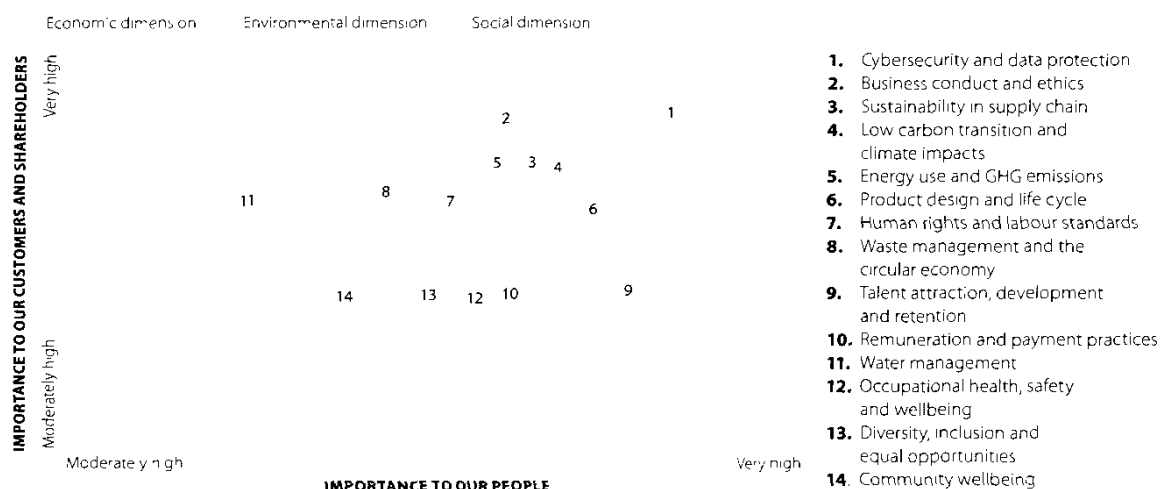 Economic dimension Environmental dimension Social dimension
IMPORTANCE TO OUR CUSTOMERS AND SHAREHOLDERS
Very high
Moderately high
1
2
5 3 4
8
11 7
6
9
14 13 12 10
Moderately high Very high
IMPORTANCE TO OUR PEOPLE
1. Cybersecurity and data protection
2. Business conduct and ethics
3. Sustainability in supply chain
4. Low carbon transition and
climate impacts
5. Energy use and GHG emissions
6. Product design and life cycle
7. Human rights and labour standards
8. Waste management and the
circular economy
9. Talent attraction, development
and retention
10. Remuneration and payment practices
11. Water management
12. Occupational health, safety
and wellbeing
13. Diversity, inclusion and
equal opportunities
14. Community wellbeing